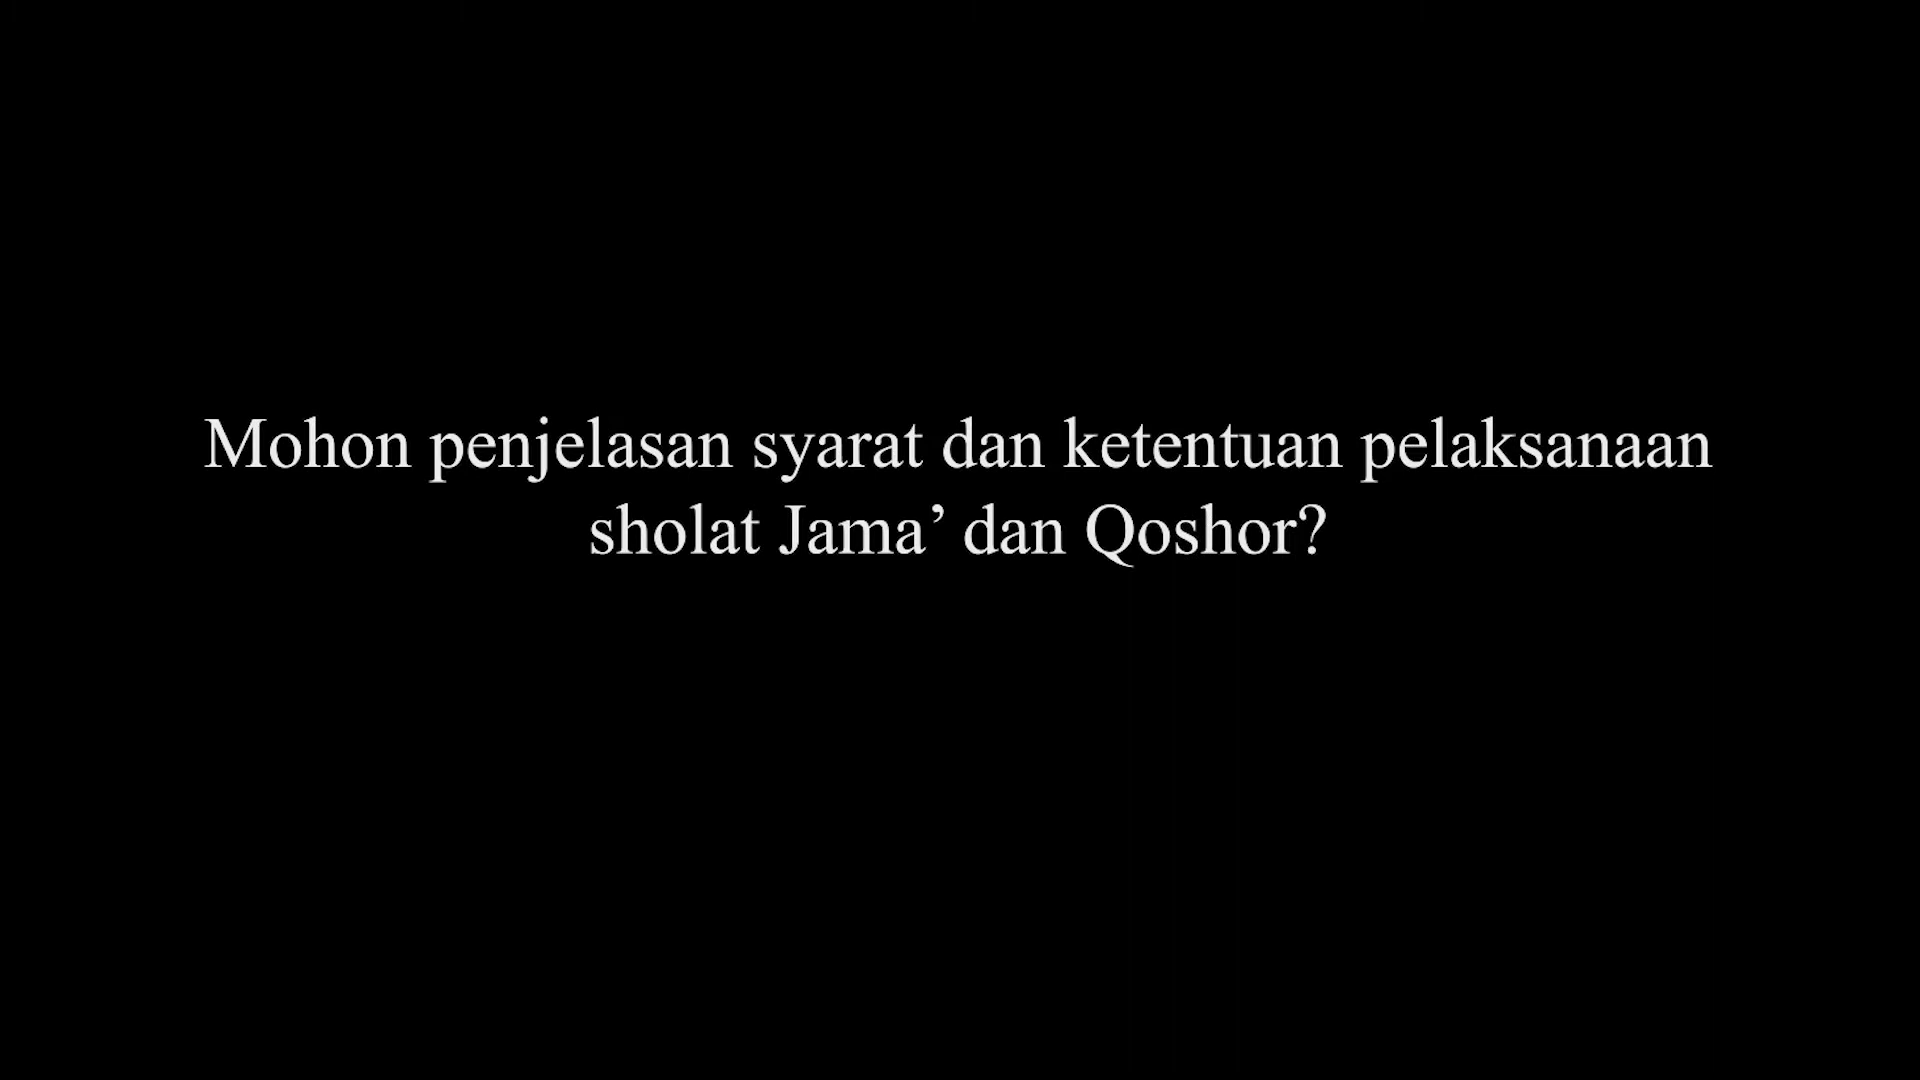 Mohon penjelasan syarat dan ketentuan pelaksanaan
sholat Jama’ dan Qoshor?